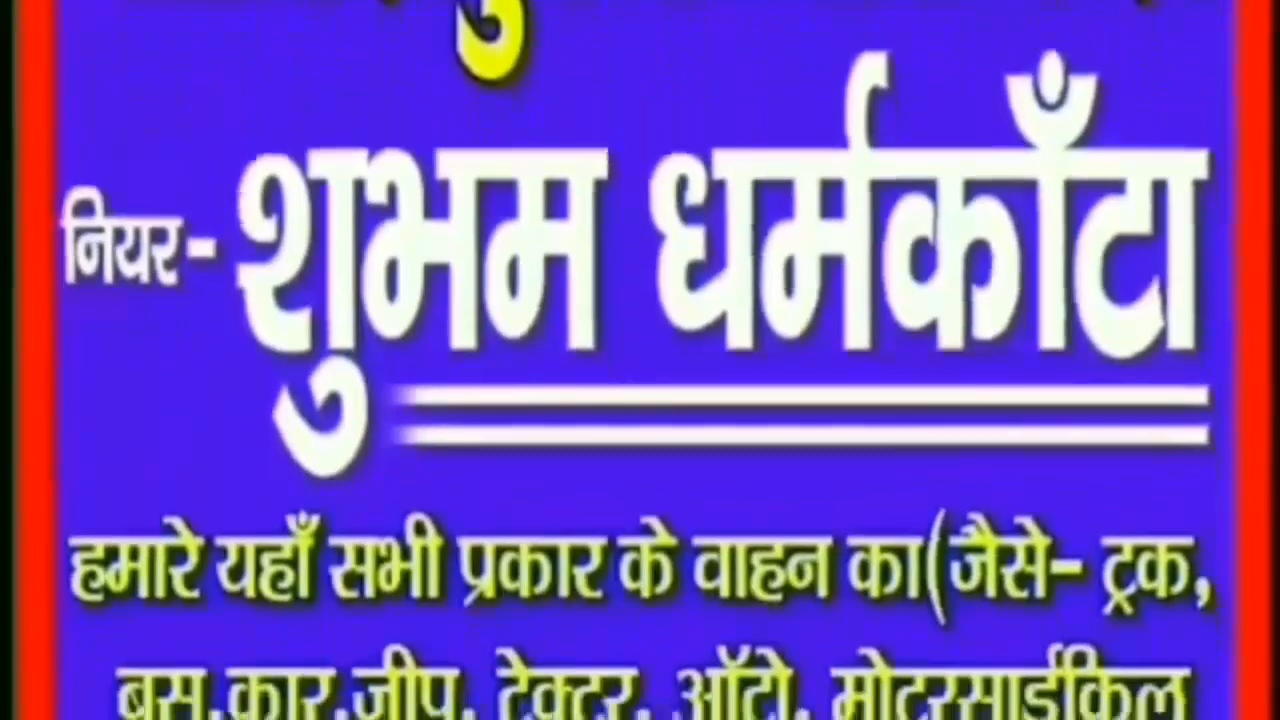 नियर- शुभम धर्मकाँटा
हमारे यहाँ सभी प्रकार के वाहन का(जैसे- ट्रक,
बस,कार,जीप, ट्रेक्टर, ऑटो, मोटरसाईकिल